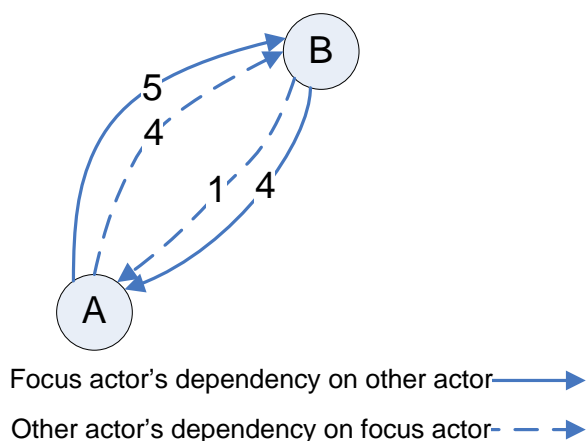 B
5
4
1
4
A
Focus actor’s dependency on other actor
Other actor’s dependency on focus actor